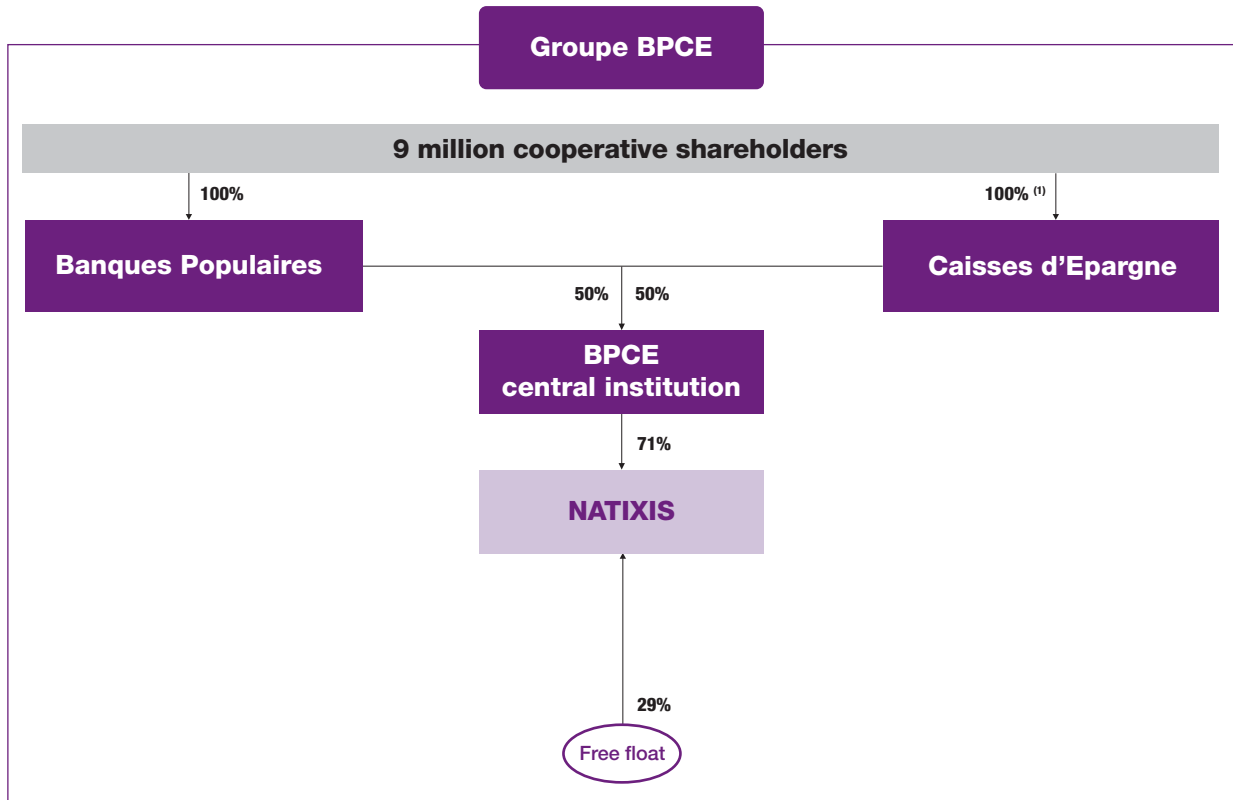 Groupe BPCE
9 million cooperative shareholders
100%
100% (1)
Banques Populaires
Caisses d'Epargne
50%
50%
BPCE
central institution
71%
NATIXIS
29%
Free float